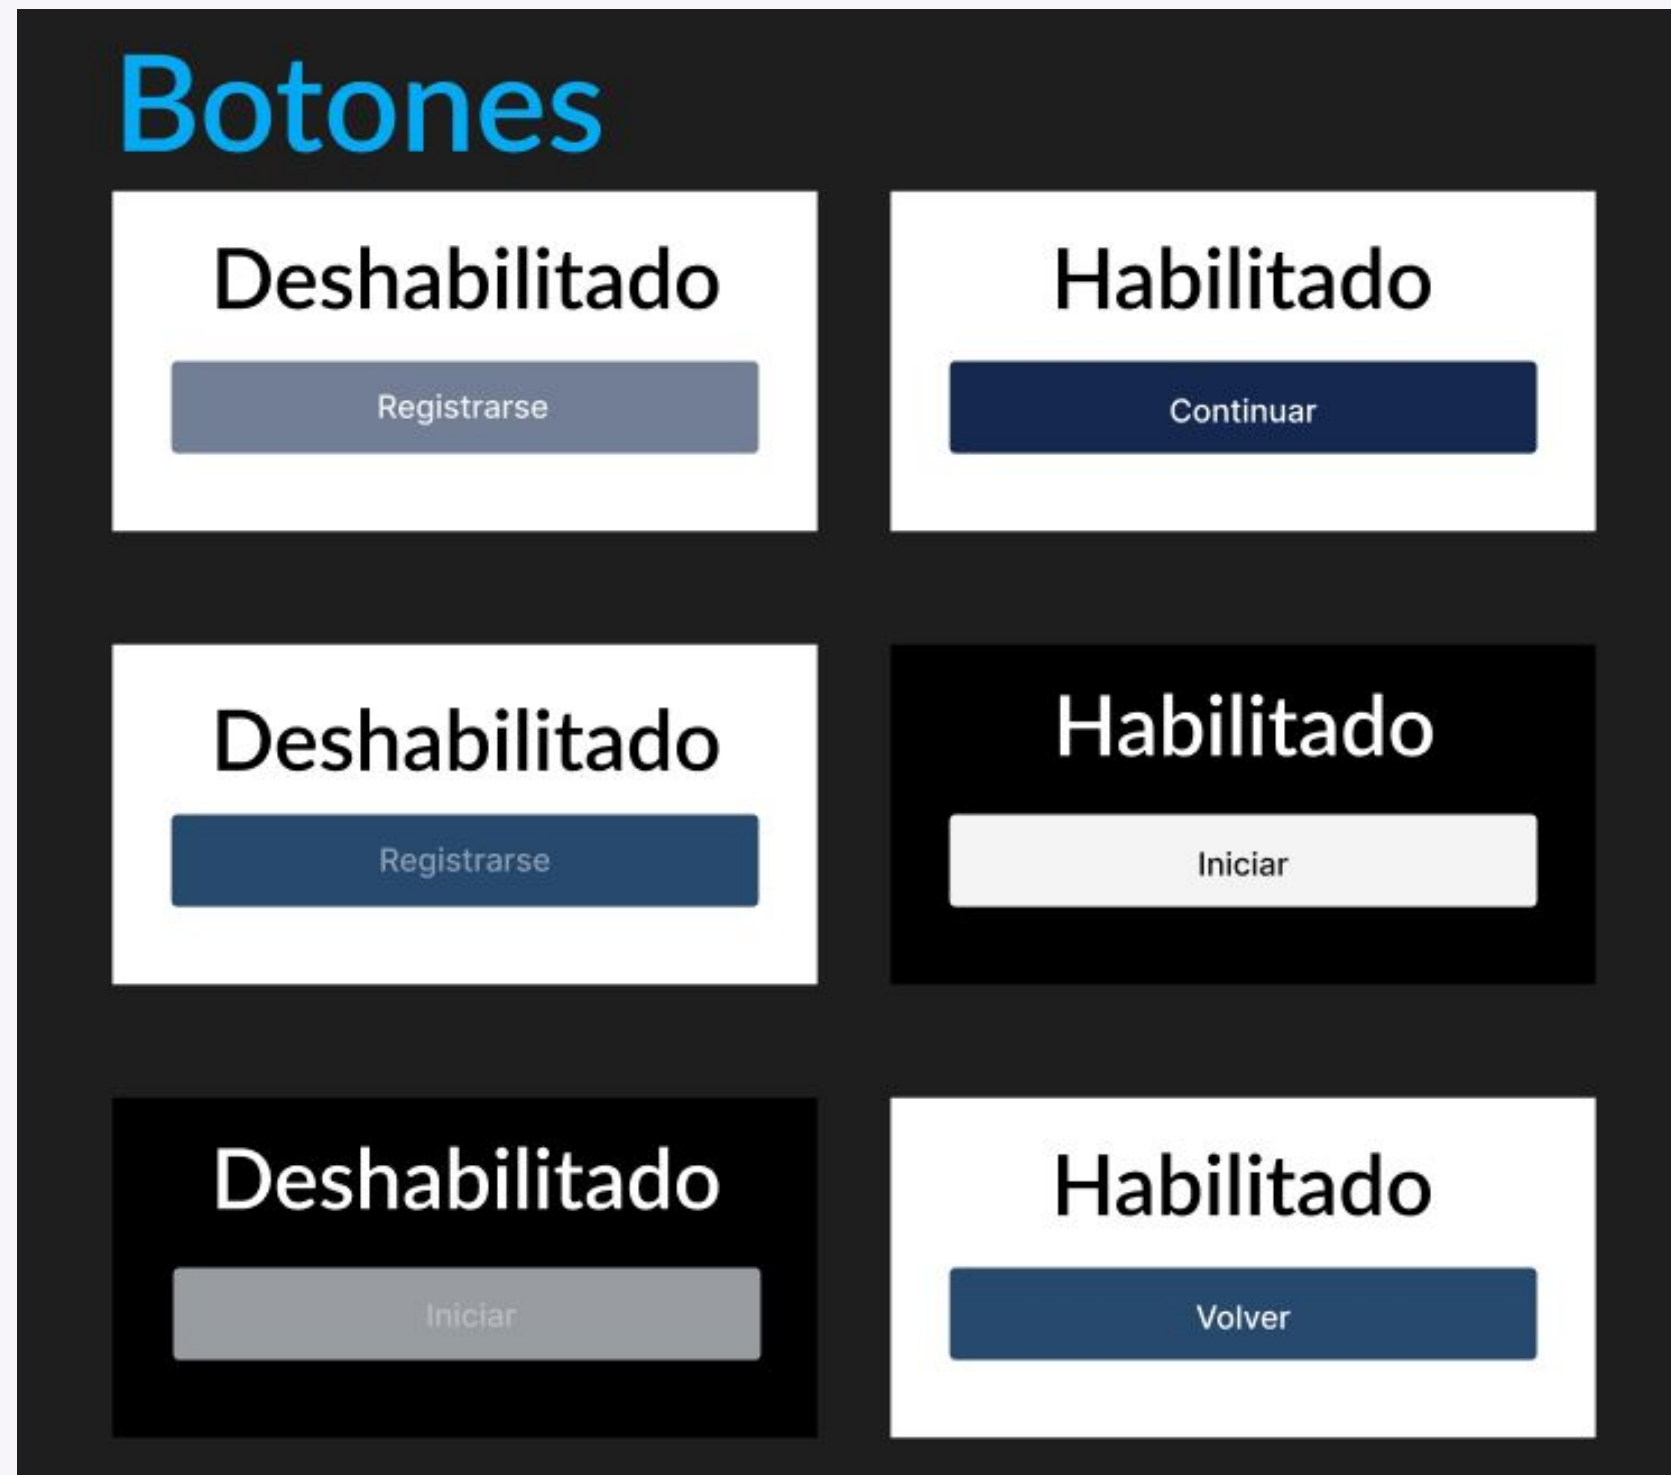 Botones
Deshabilitado
Registrarse
Habilitado
Continuar
Deshabilitado
Registrarse
Habilitado
Iniciar
Deshabilitado
Iniciar
Habilitado
Volver